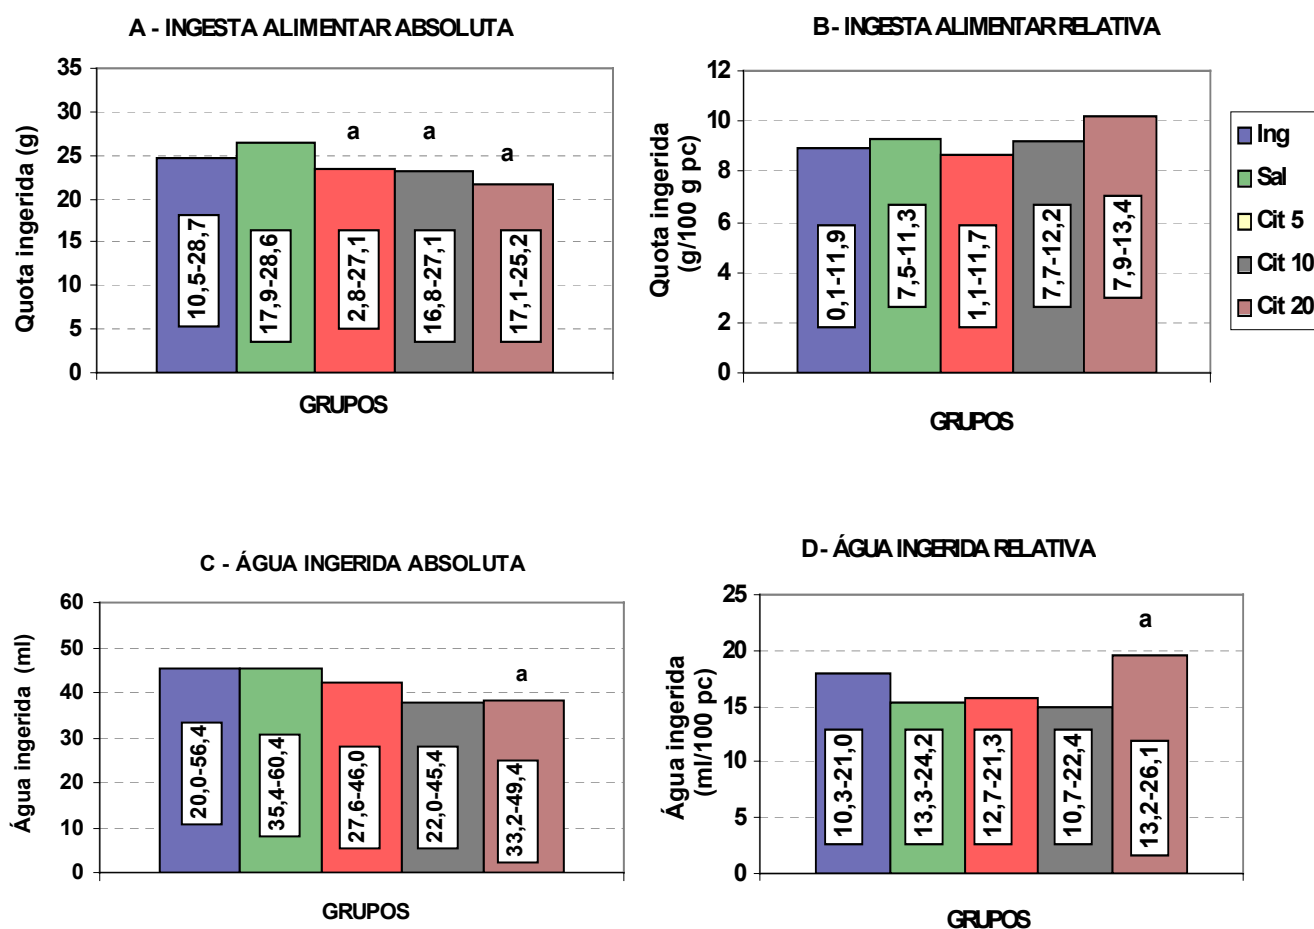 A - INGESTA ALIMENTAR ABSOLUTA
Quota ingerida (g)
35
30
25
20
15
10
5
0
a
a
a
10,5-28,7
17,9-28,6
2,8-27,1
16,8-27,1
17,1-25,2
GRUPOS
B - INGESTA ALIMENTAR RELATIVA
Quota ingerida
(g/100 g pc)
12
10
8
6
4
2
0
0,1-11,9
7,5-11,3
1,1-11,7
7,7-12,2
7,9-13,4
GRUPOS
Ing
Sal
Cit 5
Cit 10
Cit 20
C - ÁGUA INGERIDA ABSOLUTA
Água ingerida (ml)
60
50
40
30
20
10
0
a
20,0-56,4
35,4-60,4
27,6-46,0
22,0-45,4
33,2-49,4
GRUPOS
D - ÁGUA INGERIDA RELATIVA
Água ingerida
(ml/100 pc)
25
20
15
10
5
0
a
10,3-21,0
13,3-24,2
12,7-21,3
10,7-22,4
13,2-26,1
GRUPOS